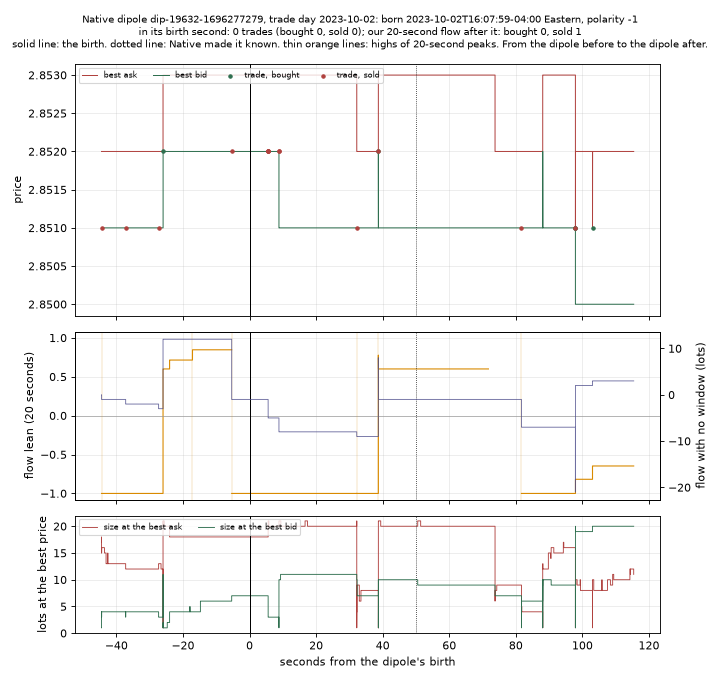 Native dipole dip-19632-1696277279, trade day 2023-10-02: born 2023-10-02T16:07:59-04:00 Eastern, polarity -1
in its birth second: 0 trades (bought 0, sold 0); our 20-second flow after it: bought 0, sold 1
solid line: the birth. dotted line: Native made it known. thin orange lines: highs of 20-second peaks. From the dipole before to the dipole after.
best ask best bid trade, bought trade, sold
2.8530
2.8525
2.8520
2.8515
2.8510
2.8505
2.8500
price
1.0
0.5
0.0
−0.5
−1.0
flow lean (20 seconds)
10
0
−10
−20
flow with no window (lots)
size at the best ask size at the best bid
20
15
10
5
0
lots at the best price
−40 −20 0 20 40 60 80 100 120
seconds from the dipole's birth